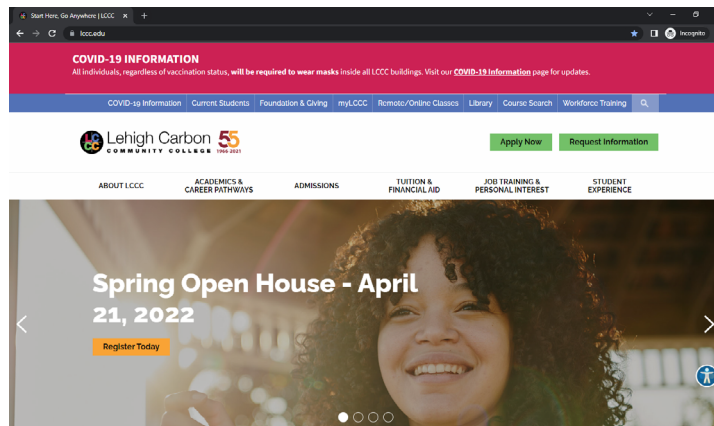 Start Here, Go Anywhere | LCCC
lccc.edu
Incognito
COVID-19 INFORMATION
All individuals, regardless of vaccination status, will be required to wear masks inside all LCCC buildings. Visit our COVID-19 Information page for updates.
COVID-19 Information Current Students Foundation & Giving myLCCC Remote/Online Classes Library Course Search Workforce Training
LC
CC
Lehigh Carbon 55
COMMUNITY COLLEGE 1966-2021
Apply Now Request Information
ABOUT LCCC ACADEMICS & CAREER PATHWAYS ADMISSIONS TUITION & FINANCIAL AID JOB TRAINING & PERSONAL INTEREST STUDENT EXPERIENCE
Spring Open House - April
21, 2022
Register Today